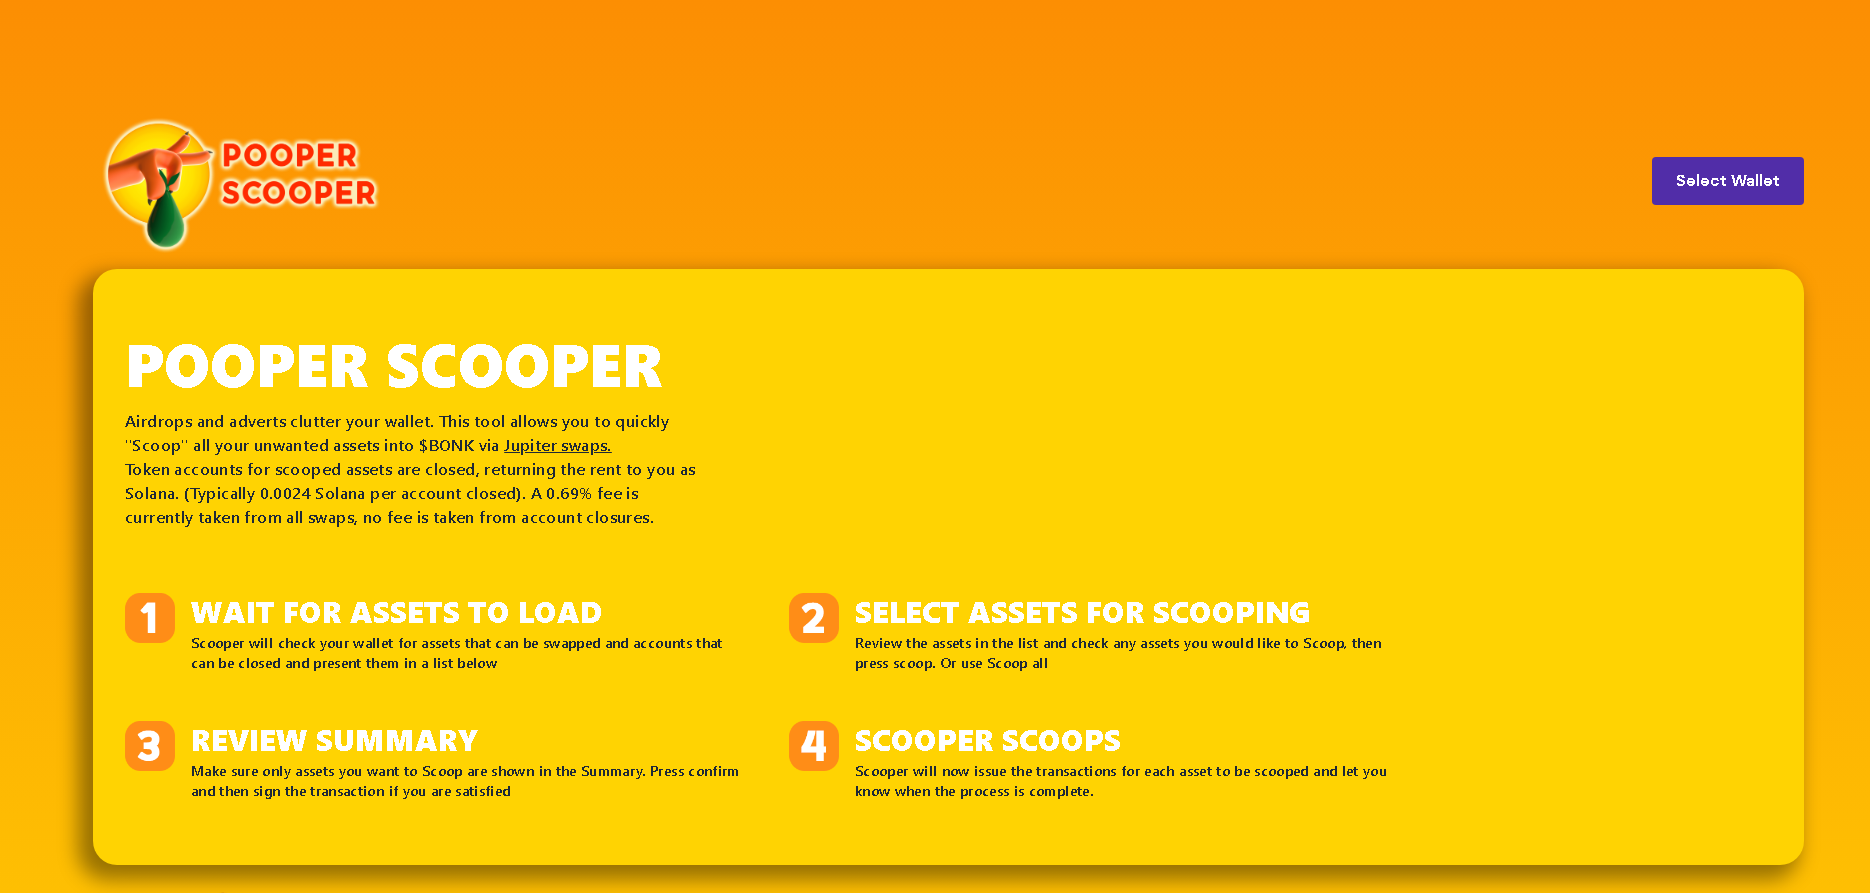 POOPER
SCOOPER
Select Wallet
POOPER SCOOPER
Airdrops and adverts clutter your wallet. This tool allows you to quickly
"Scoop" all your unwanted assets into $BONK via Jupiter swaps.
Token accounts for scooped assets are closed, returning the rent to you as
Solana. (Typically 0.0024 Solana per account closed). A 0.69% fee is
currently taken from all swaps, no fee is taken from account closures.
1
WAIT FOR ASSETS TO LOAD
Scooper will check your wallet for assets that can be swapped and accounts that
can be closed and present them in a list below
2
SELECT ASSETS FOR SCOOPING
Review the assets in the list and check any assets you would like to Scoop, then
press scoop. Or use Scoop all
3
REVIEW SUMMARY
Make sure only assets you want to Scoop are shown in the Summary. Press confirm
and then sign the transaction if you are satisfied
4
SCOOPER SCOOPS
Scooper will now issue the transactions for each asset to be scooped and let you
know when the process is complete.